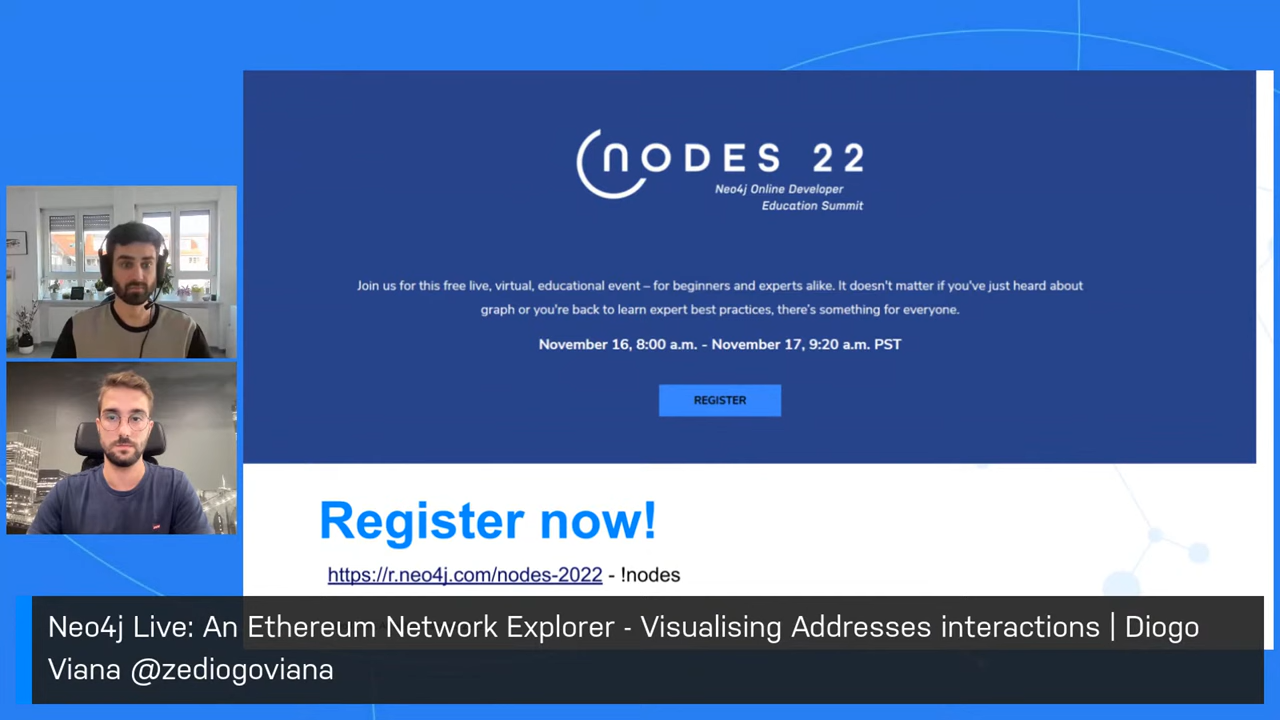 NODES 22
Neo4j Online Developer
Education Summit
Join us for this free live, virtual, educational event – for beginners and experts alike. It doesn't matter if you've just heard about
graph or you're back to learn expert best practices, there's something for everyone.
November 16, 8:00 a.m. - November 17, 9:20 a.m. PST
REGISTER
Register now!
https://r.neo4j.com/nodes-2022 - !nodes
Neo4j Live: An Ethereum Network Explorer - Visualising Addresses interactions | Diogo
Viana @zediogoviana